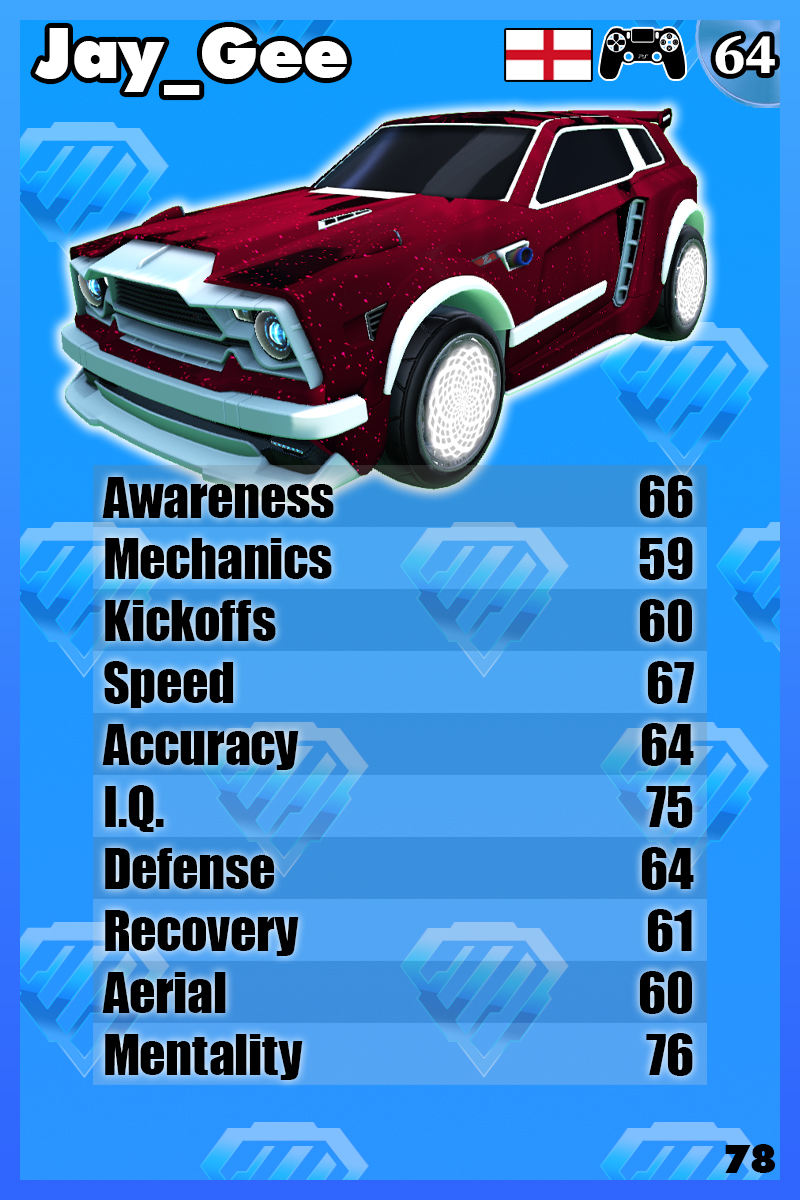 Jay_Gee 64
Awareness 66
Mechanics 59
Kickoffs 60
Speed 67
Accuracy 64
I.Q. 75
Defense 64
Recovery 61
Aerial 60
Mentality 76
78